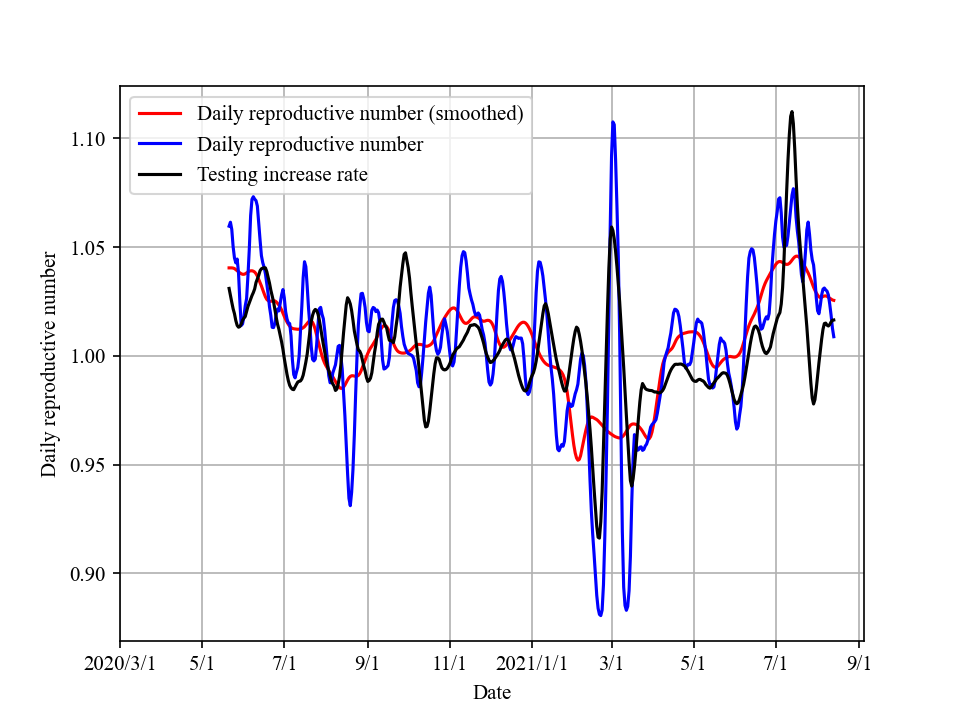 Daily reproductive number (smoothed)
Daily reproductive number
Testing increase rate
Daily reproductive number
1.10
1.05
1.00
0.95
0.90
2020/3/1 5/1 7/1 9/1 11/1 2021/1/1 3/1 5/1 7/1 9/1
Date